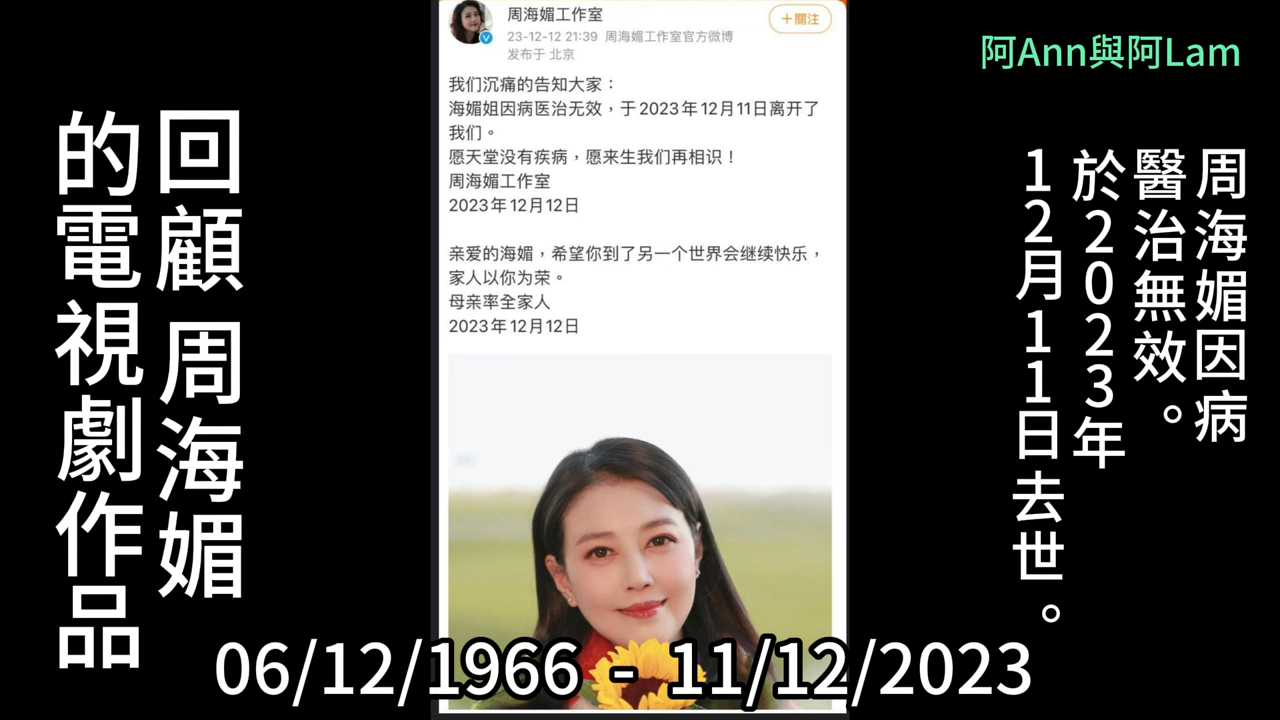 回顧 周海媚
的電視劇作品
周海媚工作室
＋關注
23-12-12 21:39 周海媚工作室官方微博
发布于 北京
我们沉痛的告知大家：
海媚姐因病医治无效，于2023年12月11日离开了
我们。
愿天堂没有疾病，愿来生我们再相识！
周海媚工作室
2023年12月12日
亲爱的海媚，希望你到了另一个世界会继续快乐，
家人以你为荣。
母亲率全家人
2023年12月12日
阿Ann與阿Lam
周海媚因病
醫治無效。
於2023年
12月11日去世。
06/12/1966 - 11/12/2023